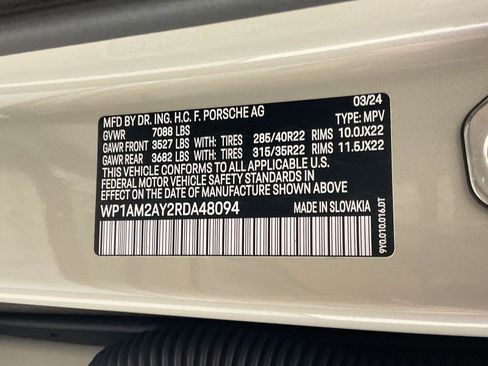 03/24
MFD BY DR. ING. H.C. F. PORSCHE AG
GVWR 7088 LBS TYPE: MPV
GAWR FRONT 3527 LBS WITH: TIRES 285/40R22 RIMS 10.0JX22
GAWR REAR 3682 LBS WITH: TIRES 315/35R22 RIMS 11.5JX22
THIS VEHICLE CONFORMS TO ALL APPLICABLE U.S.
FEDERAL MOTOR VEHICLE SAFETY STANDARDS IN
EFFECT ON THE DATE OF MANUFACTURE SHOWN ABOVE.
WP1AM2AY2RDA48094 MADE IN SLOVAKIA
9Y0.010.016.DT